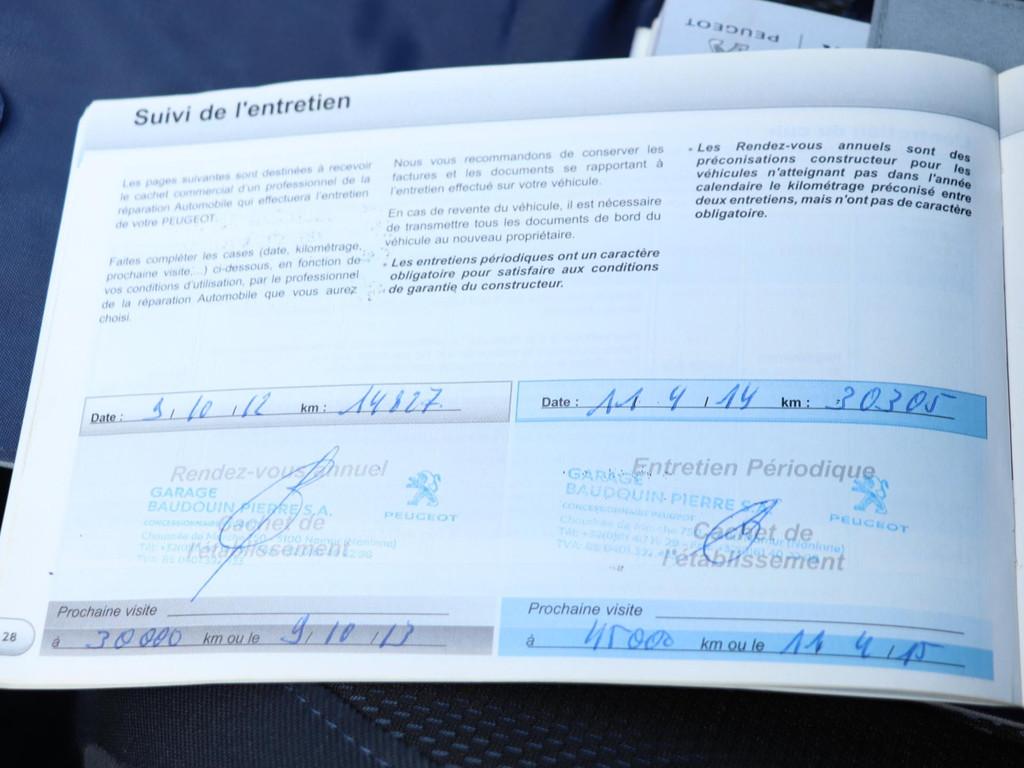 PEUGEOT
Suivi de l'entretien
Les pages suivantes sont destinées à recevoir
le cachet commercial d'un professionnel de la
réparation Automobile qui effectuera l'entretien
de votre PEUGEOT.
Faites compléter les cases (date, kilométrage,
prochaine visite,...) ci-dessous, en fonction de
vos conditions d'utilisation, par le professionnel
de la réparation Automobile que vous aurez
choisi.
Nous vous recommandons de conserver les
factures et les documents se rapportant à
l'entretien effectué sur votre véhicule.
En cas de revente du véhicule, il est nécessaire
de transmettre tous les documents de bord du
véhicule au nouveau propriétaire.
• Les entretiens périodiques ont un caractère
obligatoire pour satisfaire aux conditions
de garantie du constructeur.
• Les Rendez-vous annuels sont des
préconisations constructeur pour les
véhicules n'atteignant pas dans l'année
calendaire le kilométrage préconisé entre
deux entretiens, mais n'ont pas de caractère
obligatoire.
Date : 9/10/12 km : 14827
Rendez-vous annuel
GARAGE
BAUDOUIN PIERRE S.A.
CONCESSIONNAIRE
PEUGEOT
Cachet de
l'établissement
Prochaine visite
à 30000 km ou le 9/10/13
Date : 11 4 / 14 km : 30305
Entretien Périodique
GARAGE
BAUDOUIN-PIERRE S.A.
CONCESSIONNAIRE PEUGEOT
PEUGEOT
Cachet de
l'établissement
Prochaine visite
à 45000 km ou le 11 4 / 15
28